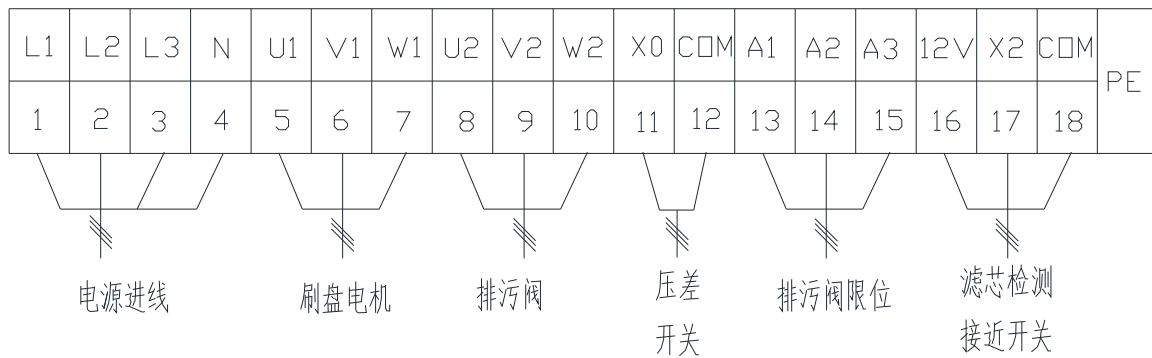 L1 L2 L3 N U1 V1 W1 U2 V2 W2 X0 COM A1 A2 A3 12V X2 COM
PE
1 2 3 4 5 6 7 8 9 10 11 12 13 14 15 16 17 18
电源进线 刷盘电机 排污阀 压差 排污阀限位 滤芯检测
开关 接近开关